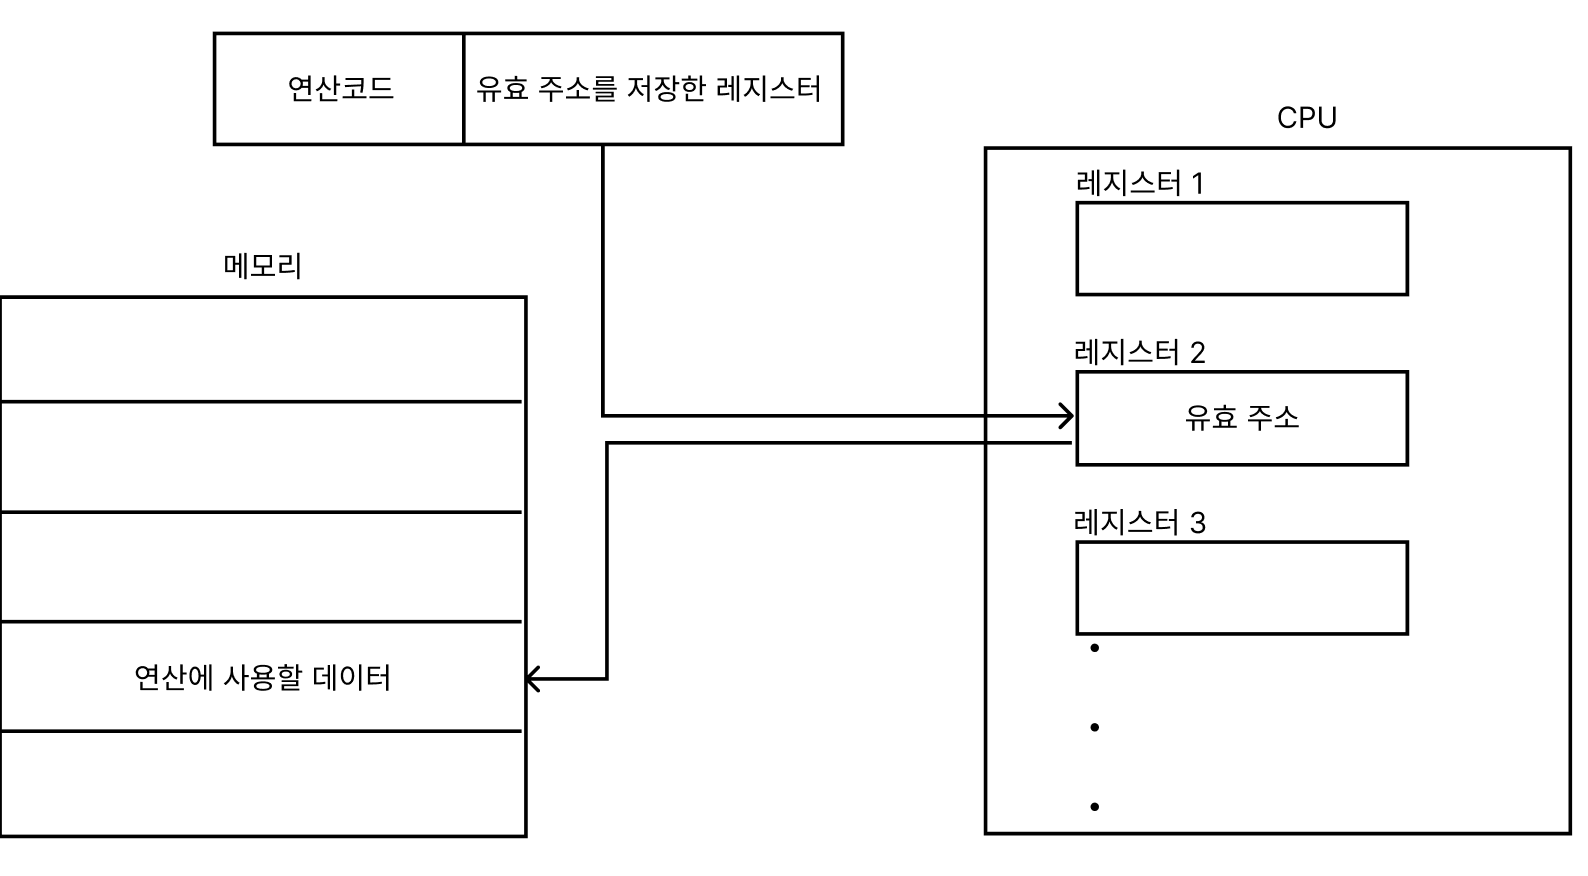 연산코드
유효 주소를 저장한 레지스터
CPU
레지스터 1
메모리
레지스터 2
유효 주소
레지스터 3
연산에 사용할 데이터